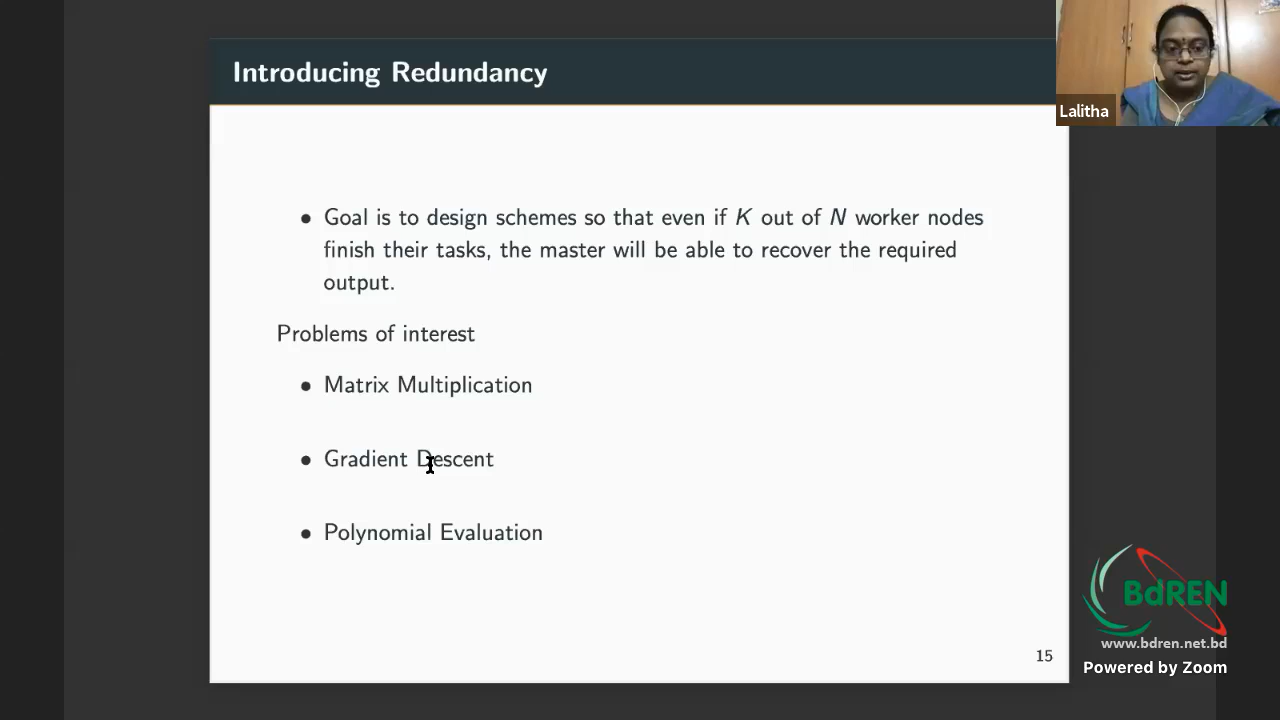 Introducing Redundancy
Lalitha
• Goal is to design schemes so that even if K out of N worker nodes
finish their tasks, the master will be able to recover the required
output.
Problems of interest
• Matrix Multiplication
• Gradient Descent
• Polynomial Evaluation
15
BdREN
www.bdren.net.bd
Powered by Zoom